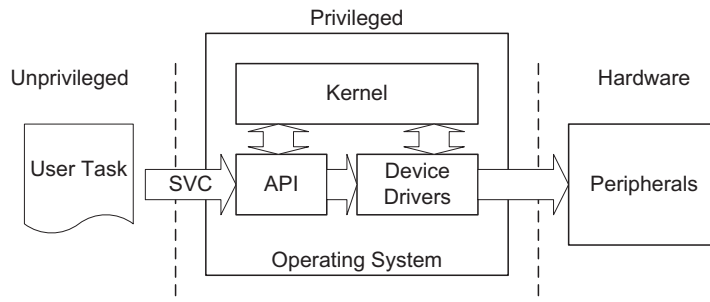 Privileged
Unprivileged
Hardware
Kernel
User Task
SVC
API
Device
Drivers
Peripherals
Operating System